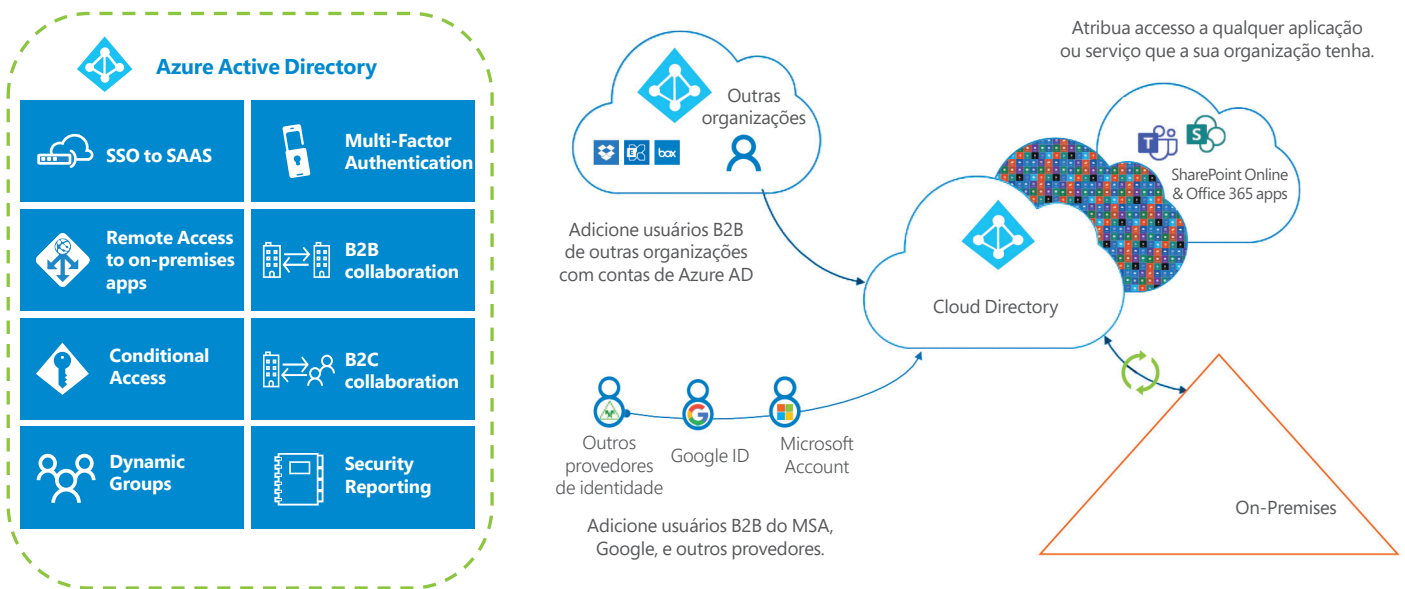 Azure Active Directory
SSO to SAAS
Multi-Factor
Authentication
Remote Access
to on-premises
apps
B2B
collaboration
Conditional
Access
B2C
collaboration
Dynamic
Groups
Security
Reporting
Outras
organizações
box
Adicione usuários B2B
de outras organizações
com contas de Azure AD
Atribua acesso a qualquer aplicação
ou serviço que a sua organização tenha.
SharePoint Online
& Office 365 apps
Cloud Directory
Outros
provedores
de identidade
Google ID
Microsoft
Account
Adicione usuários B2B do MSA,
Google, e outros provedores.
On-Premises